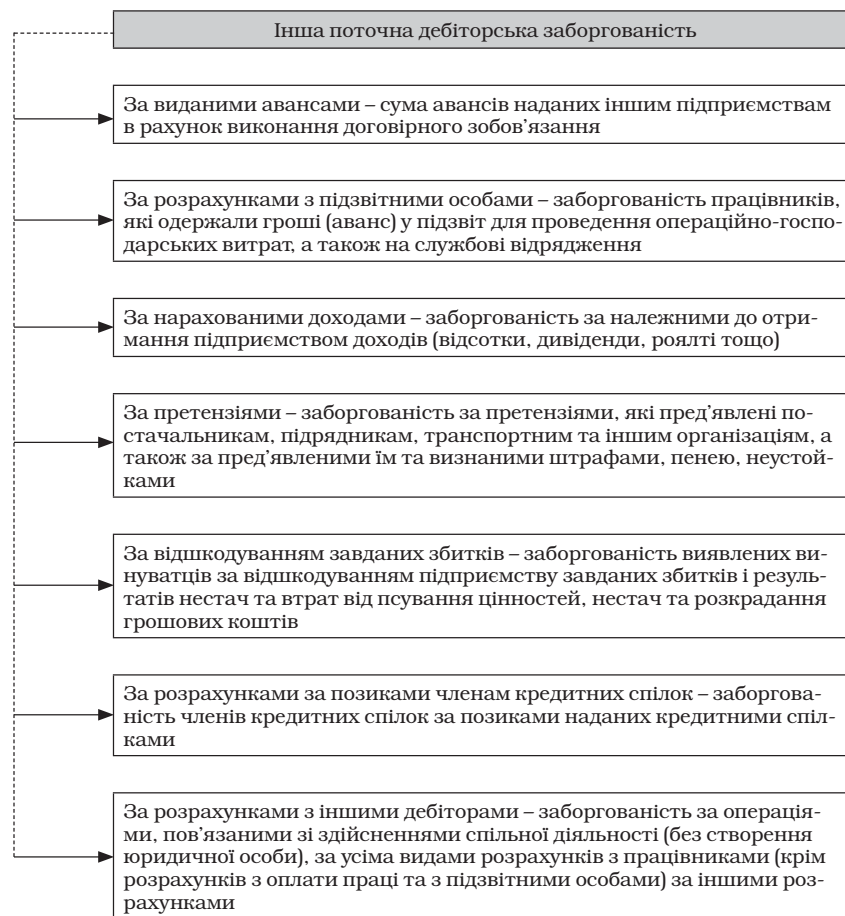 Інша поточна дебіторська заборгованість
За виданими авансами – сума авансів наданих іншим підприємствам
в рахунок виконання договірного зобов’язання
За розрахунками з підзвітними особами – заборгованість працівників,
які одержали гроші (аванс) у підзвіт для проведення операційно-госпо-
дарських витрат, а також на службові відрядження
За нарахованими доходами – заборгованість за належними до отри-
мання підприємством доходів (відсотки, дивіденди, роялті тощо)
За претензіями – заборгованість за претензіями, які пред’явлені по-
стачальникам, підрядникам, транспортним та іншим організаціям, а
також за пред’явленими їм та визнаними штрафами, пенею, неустой-
ками
За відшкодуванням завданих збитків – заборгованість виявлених ви-
нуватців за відшкодуванням підприємству завданих збитків і резуль-
татів нестач та втрат від псування цінностей, нестач та розкрадання
грошових коштів
За розрахунками за позиками членам кредитних спілок – заборгова-
ність членів кредитних спілок за позиками наданих кредитними спіл-
ками
За розрахунками з іншими дебіторами – заборгованість за операція-
ми, пов’язаними зі здійсненнями спільної діяльності (без створення
юридичної особи), за усіма видами розрахунків з працівниками (крім
розрахунків з оплати праці та з підзвітними особами) за іншими роз-
рахунками